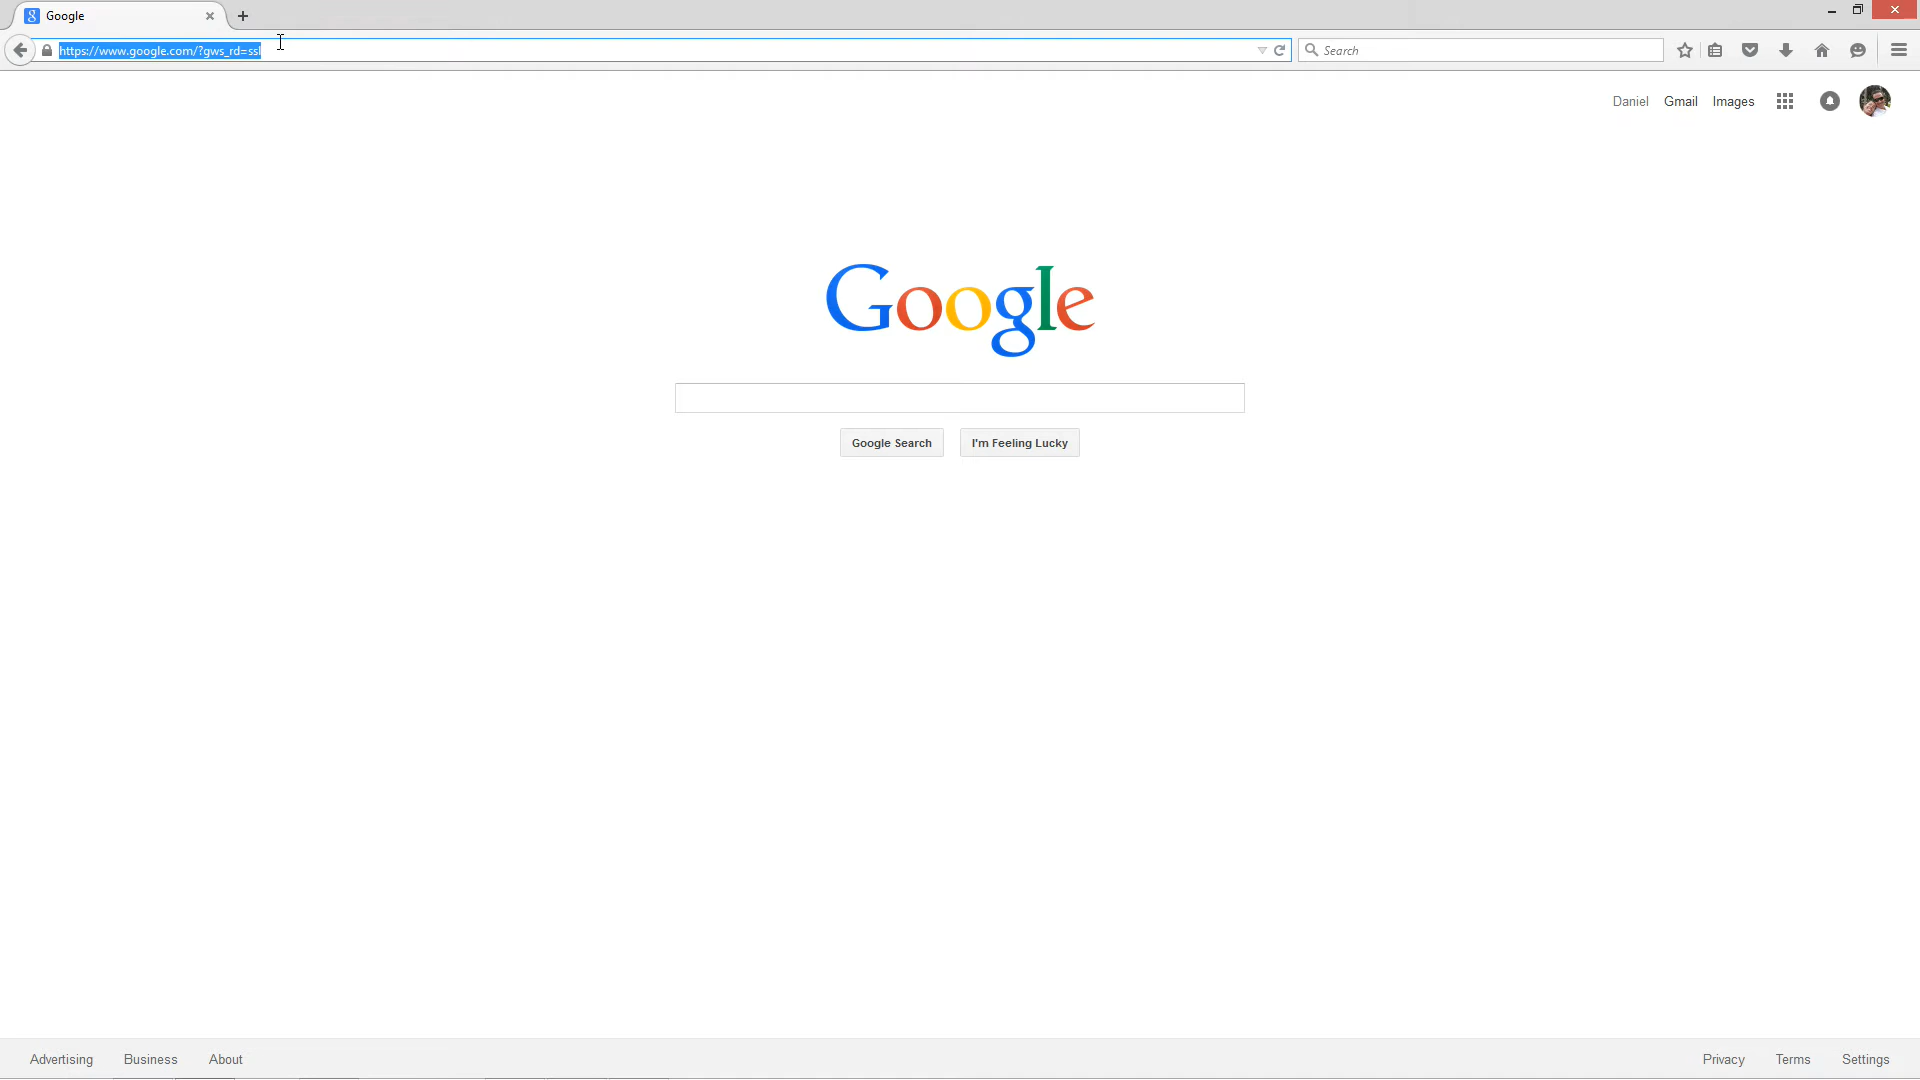 Google
https://www.google.com/?gws_rd=ssl
Search
Daniel Gmail Images
Google
Google Search I'm Feeling Lucky
Advertising Business About Privacy Terms Settings